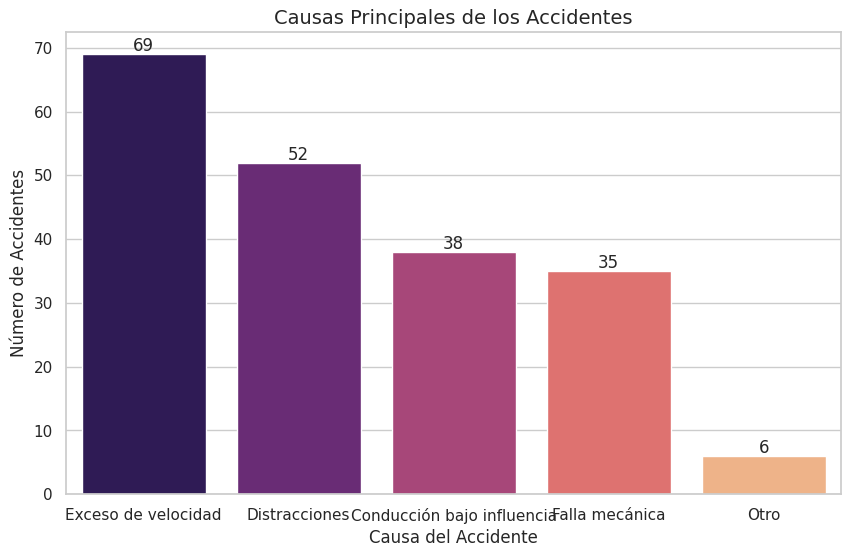 Causas Principales de los Accidentes
Número de Accidentes
70
60
50
40
30
20
10
0
69
52
38
35
6
Exceso de velocidad
Distracciones
Conducción bajo influencia
Falla mecánica
Otro
Causa del Accidente